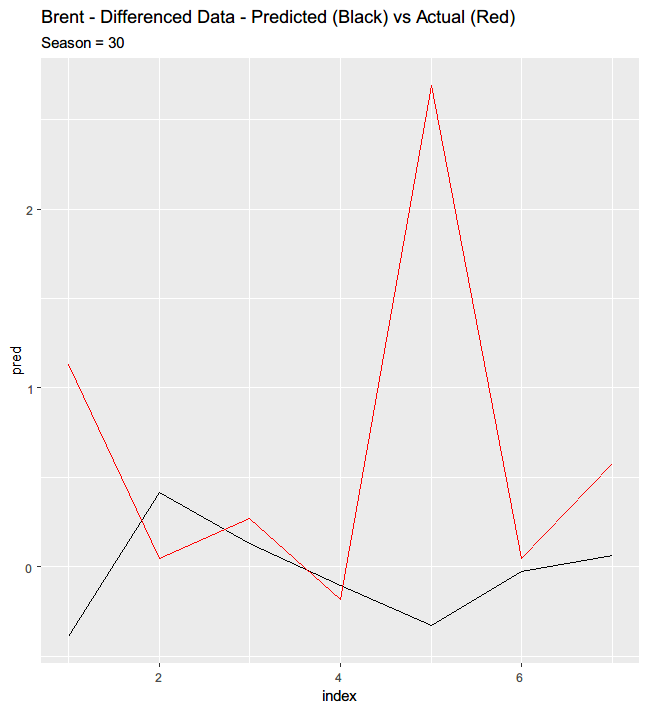 Brent - Differenced Data - Predicted (Black) vs Actual (Red)
Season = 30
2
1
0
pred
2
4
6
index